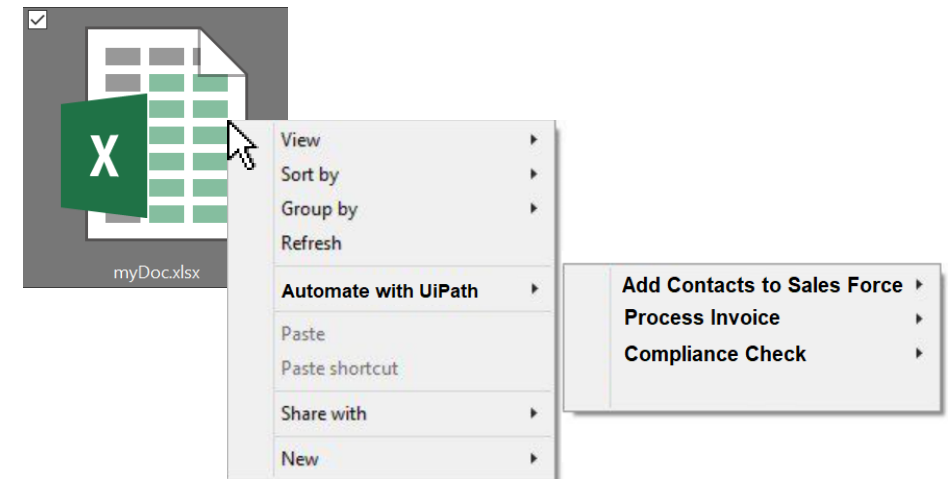 X
myDoc.xlsx
View
Sort by
Group by
Refresh
Automate with UiPath
Paste
Paste shortcut
Share with
New
Add Contacts to Sales Force
Process Invoice
Compliance Check